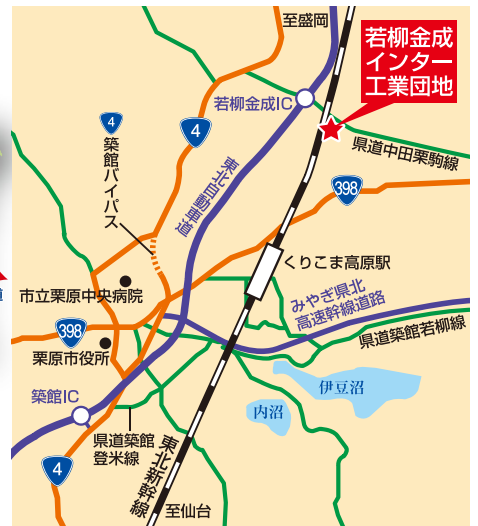 至盛岡
若柳金成
インター
工業団地
若柳金成IC
4
4
築館バイパス
東北自動車道
県道中田栗駒線
398
くりこま高原駅
市立栗原中央病院
みやぎ県北
高速幹線道路
道
398
県道築館若柳線
栗原市役所
伊豆沼
築館IC
内沼
県道築館
登米線
4
東北新幹線
至仙台